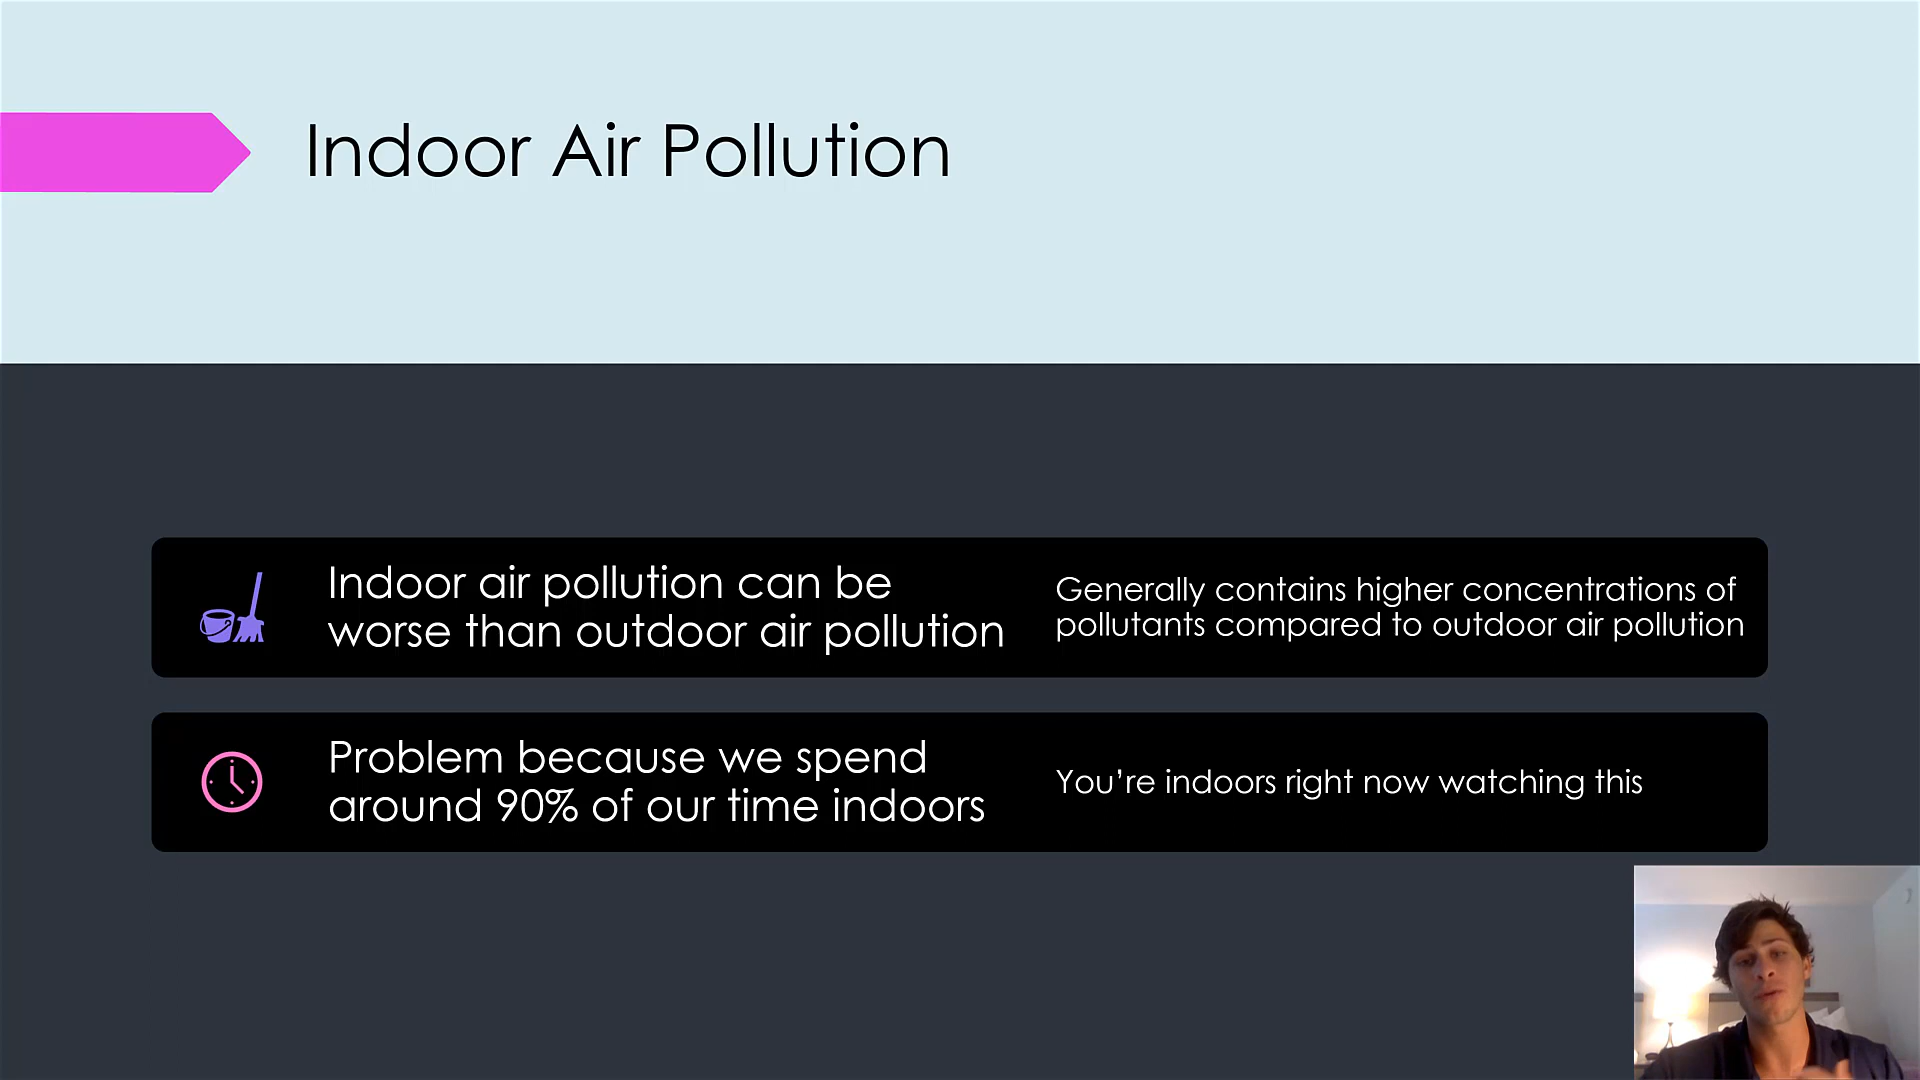 Indoor Air Pollution
Indoor air pollution can be
worse than outdoor air pollution
Generally contains higher concentrations of
pollutants compared to outdoor air pollution
Problem because we spend
around 90% of our time indoors
You’re indoors right now watching this